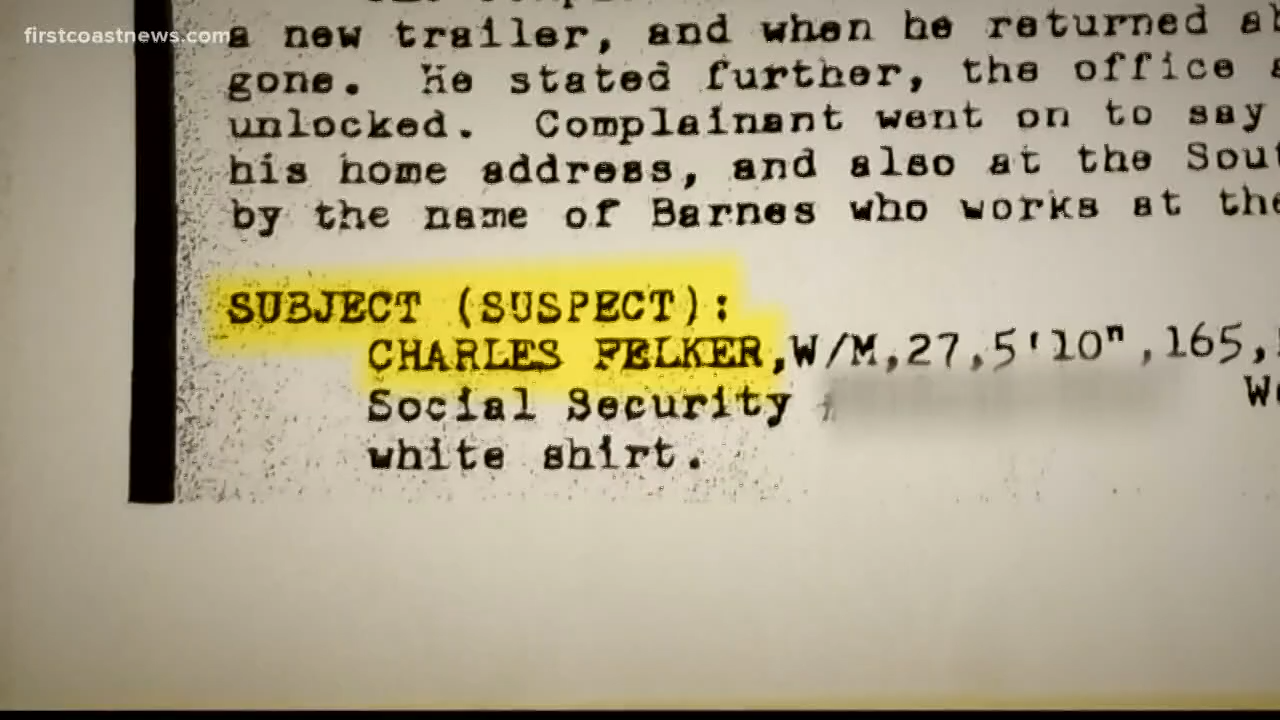 firstcoastnews.com
a new trailer, and when he returned
gone. He stated further, the office
unlocked. Complainant went on to say
his home address, and also at the
by the name of Barnes who works at
SUBJECT (SUSPECT):
CHARLES FELKER,W/M,27,5'10",165,
Social Security
white shirt.